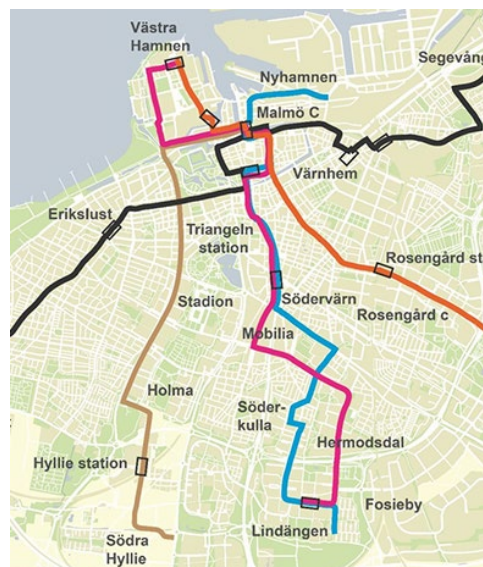 Västra
Hamnen
Segevång
Nyhamnen
Malmö C
Värnhem
Erikslust
Triangeln
station
Rosengård st
Stadion
Södervärn
Rosengård c
Mobilia
Holma
Söder-
kulla
Hermodsdal
Hyllie station
Fosieby
Lindängen
Södra
Hyllie